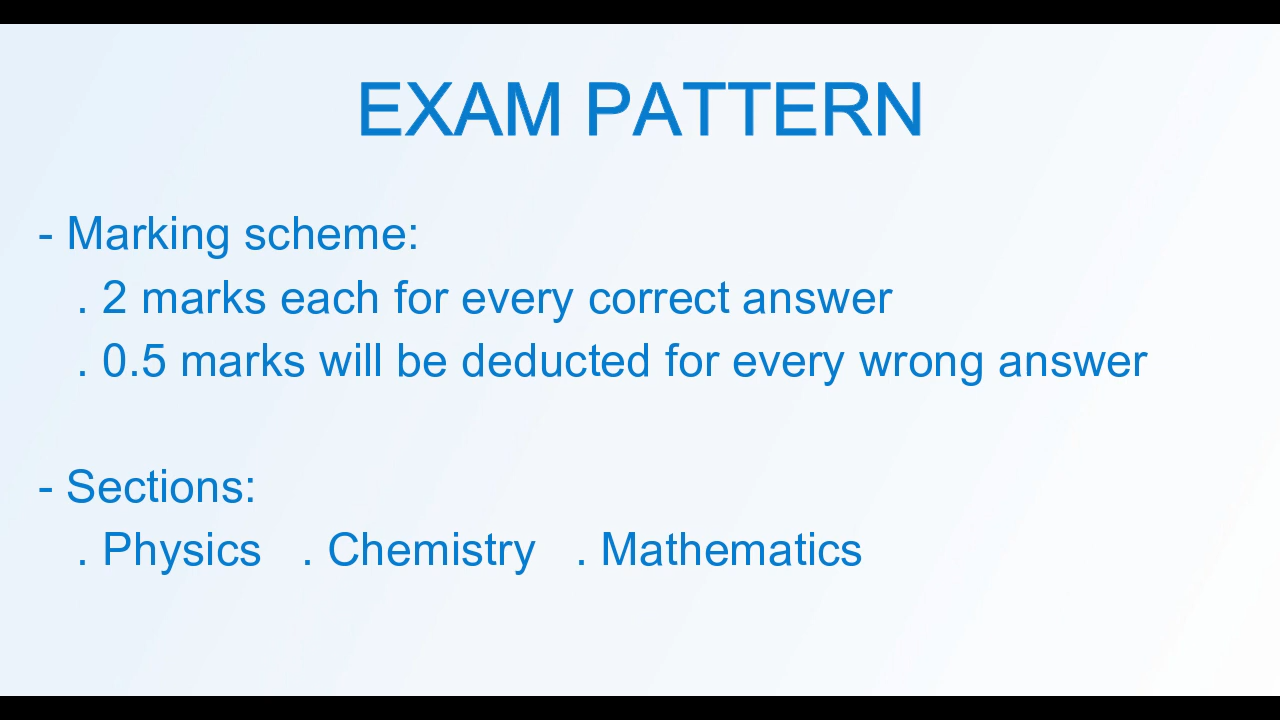 EXAM PATTERN
- Marking scheme:
. 2 marks each for every correct answer
. 0.5 marks will be deducted for every wrong answer
- Sections:
. Physics . Chemistry . Mathematics